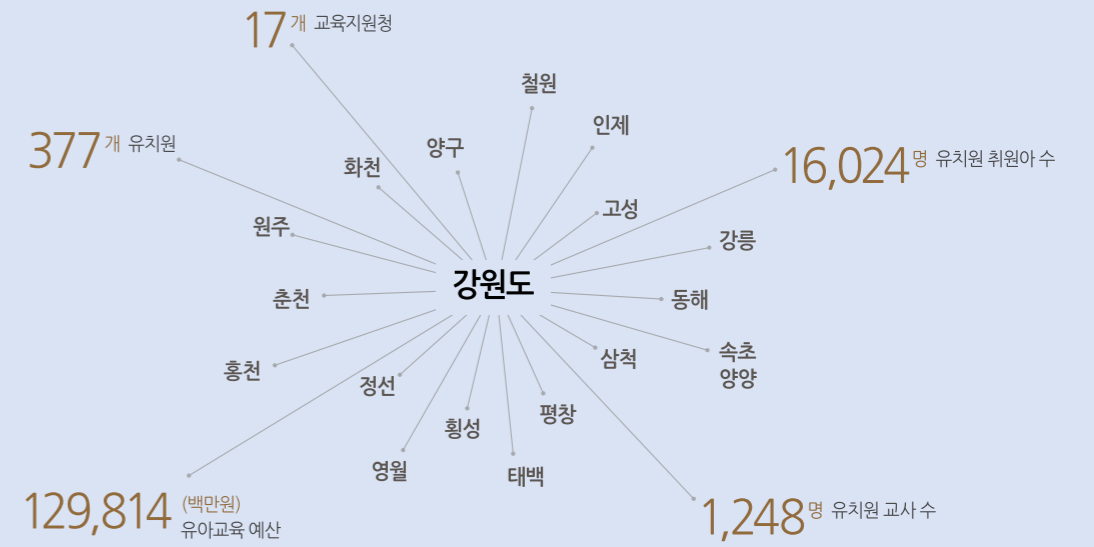 17개 교육지원청
철원
인제
377개 유치원
양구
화천
16,024명 유치원 취원아 수
고성
원주
강릉
강원도
춘천
동해
속초
양양
삼척
홍천
정선
평창
횡성
영월
태백
129,814 (백만원)
유아교육 예산
1,248명 유치원 교사 수